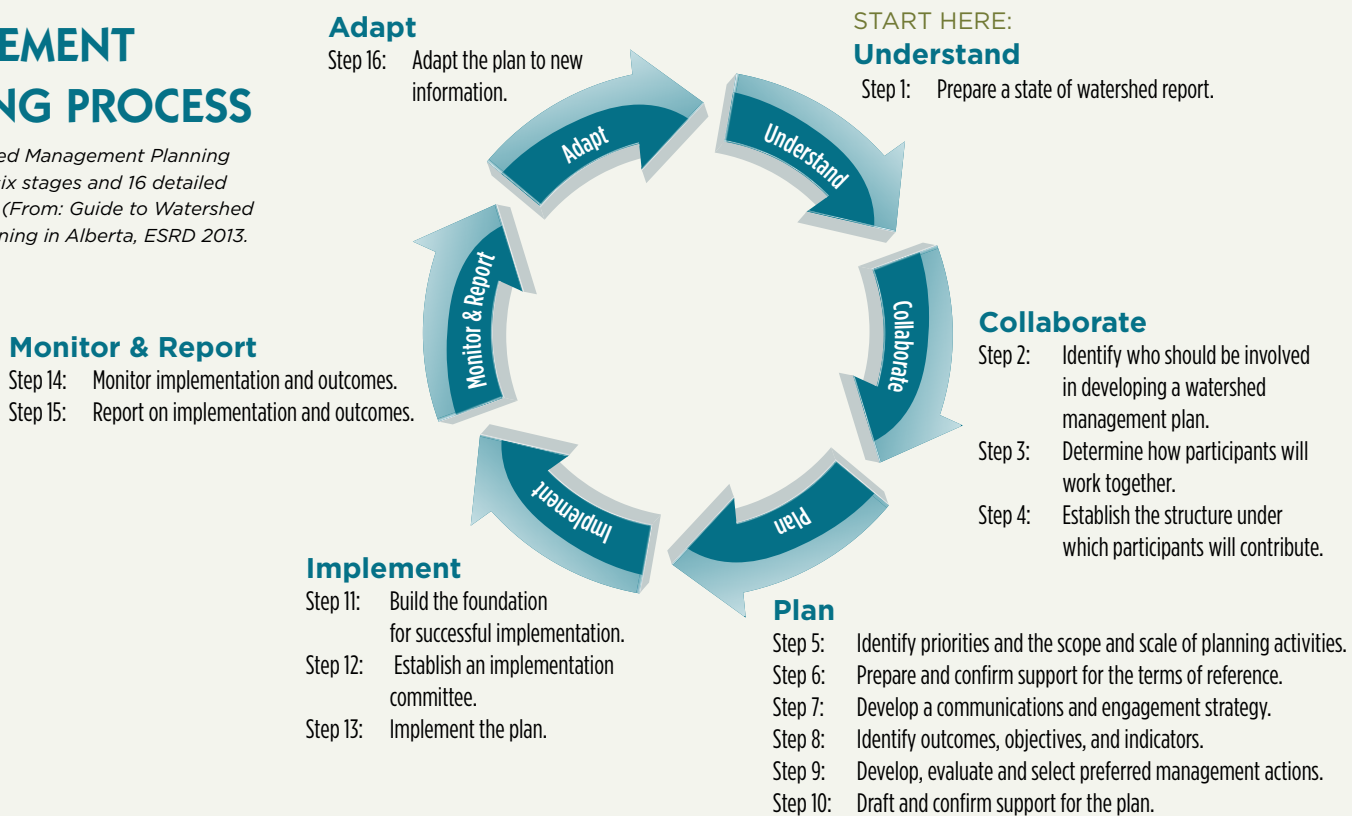 EMENT
NG PROCESS
ed Management Planning
six stages and 16 detailed
(From: Guide to Watershed
ning in Alberta, ESRD 2013.
Adapt
Step 16: Adapt the plan to new
information.
START HERE:
Understand
Step 1: Prepare a state of watershed report.
Collaborate
Step 2: Identify who should be involved
in developing a watershed
management plan.
Step 3: Determine how participants will
work together.
Step 4: Establish the structure under
which participants will contribute.
Plan
Step 5: Identify priorities and the scope and scale of planning activities.
Step 6: Prepare and confirm support for the terms of reference.
Step 7: Develop a communications and engagement strategy.
Step 8: Identify outcomes, objectives, and indicators.
Step 9: Develop, evaluate and select preferred management actions.
Step 10: Draft and confirm support for the plan.
Implement
Step 11: Build the foundation
for successful implementation.
Step 12: Establish an implementation
committee.
Step 13: Implement the plan.
Monitor & Report
Step 14: Monitor implementation and outcomes.
Step 15: Report on implementation and outcomes.
Understand
Collaborate
Plan
Implement
Monitor & Report
Adapt